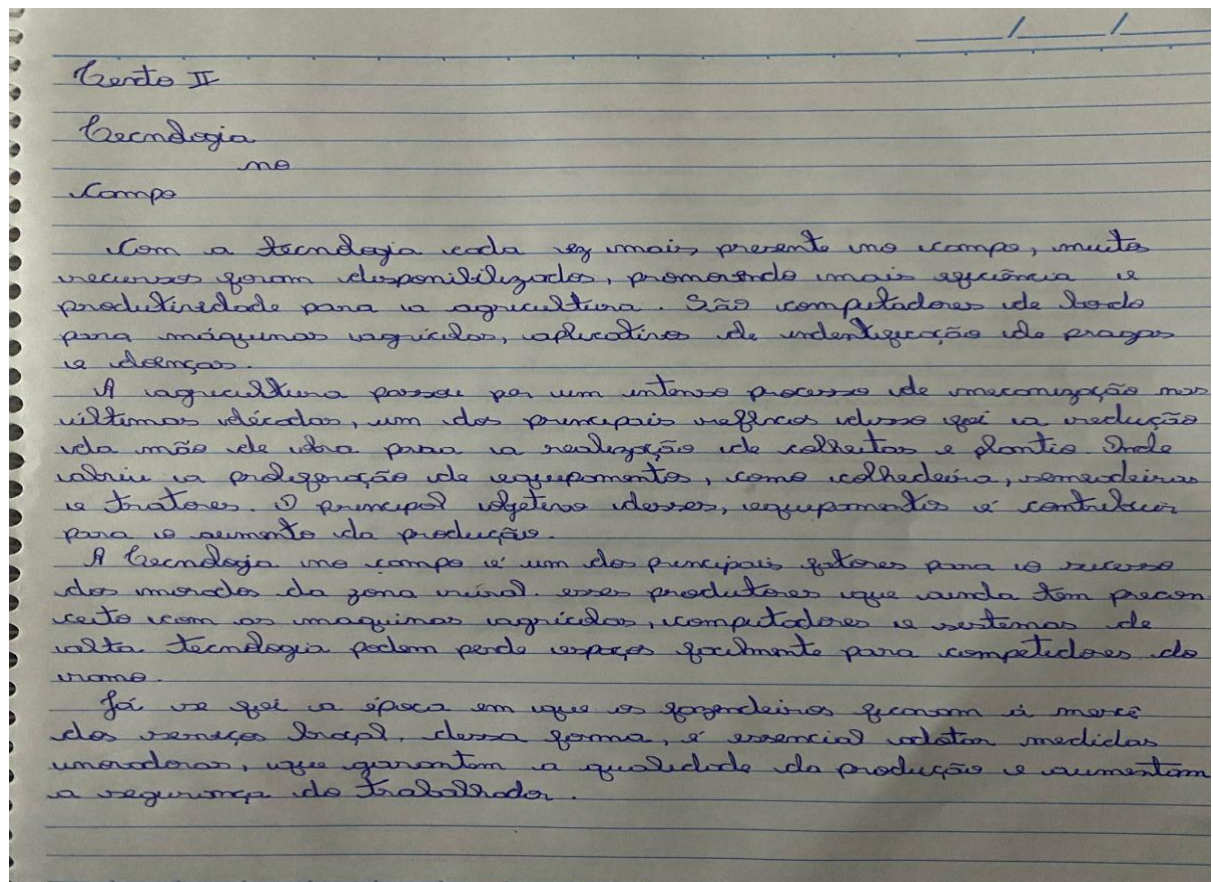 Texto II
Tecnologia
no
Campo
Com a tecnologia cada vez mais presente no campo, muitos
recursos foram disponibilizados, promovendo mais eficiência e
produtividade para a agricultura. São computadores de bordo
para máquinas agrícolas, aplicativos de indentificação de pragas
e doenças.
A agricultura passou por um intenso processo de mecanização nas
últimas décadas, um dos principais reflexos disso foi a redução
da mão de obra para a realização de colheitas e plantio. Onde
abriu a proliferação de equipamentos, como colhedeira, semeadeiras
e tratores. O principal objetivo desses, equipamentos é contribuir
para o aumento da produção.
A Tecnologia no campo é um dos principais fatores para o sucesso
dos morados da zona rural. esses produtores que ainda tem precon
ceito com as maquinas agrícolas, computadores e sistemas de
alta tecnologia podem perde espaços facilmente para competidores do
ramo.
Já se foi a época em que os fazendeiros ficavam á mercê
dos serviços braçal, dessa forma, é essencial adotar medidas
inovadoras, que garantem a qualidade da produção e aumentam
a segurança do trabalhador.